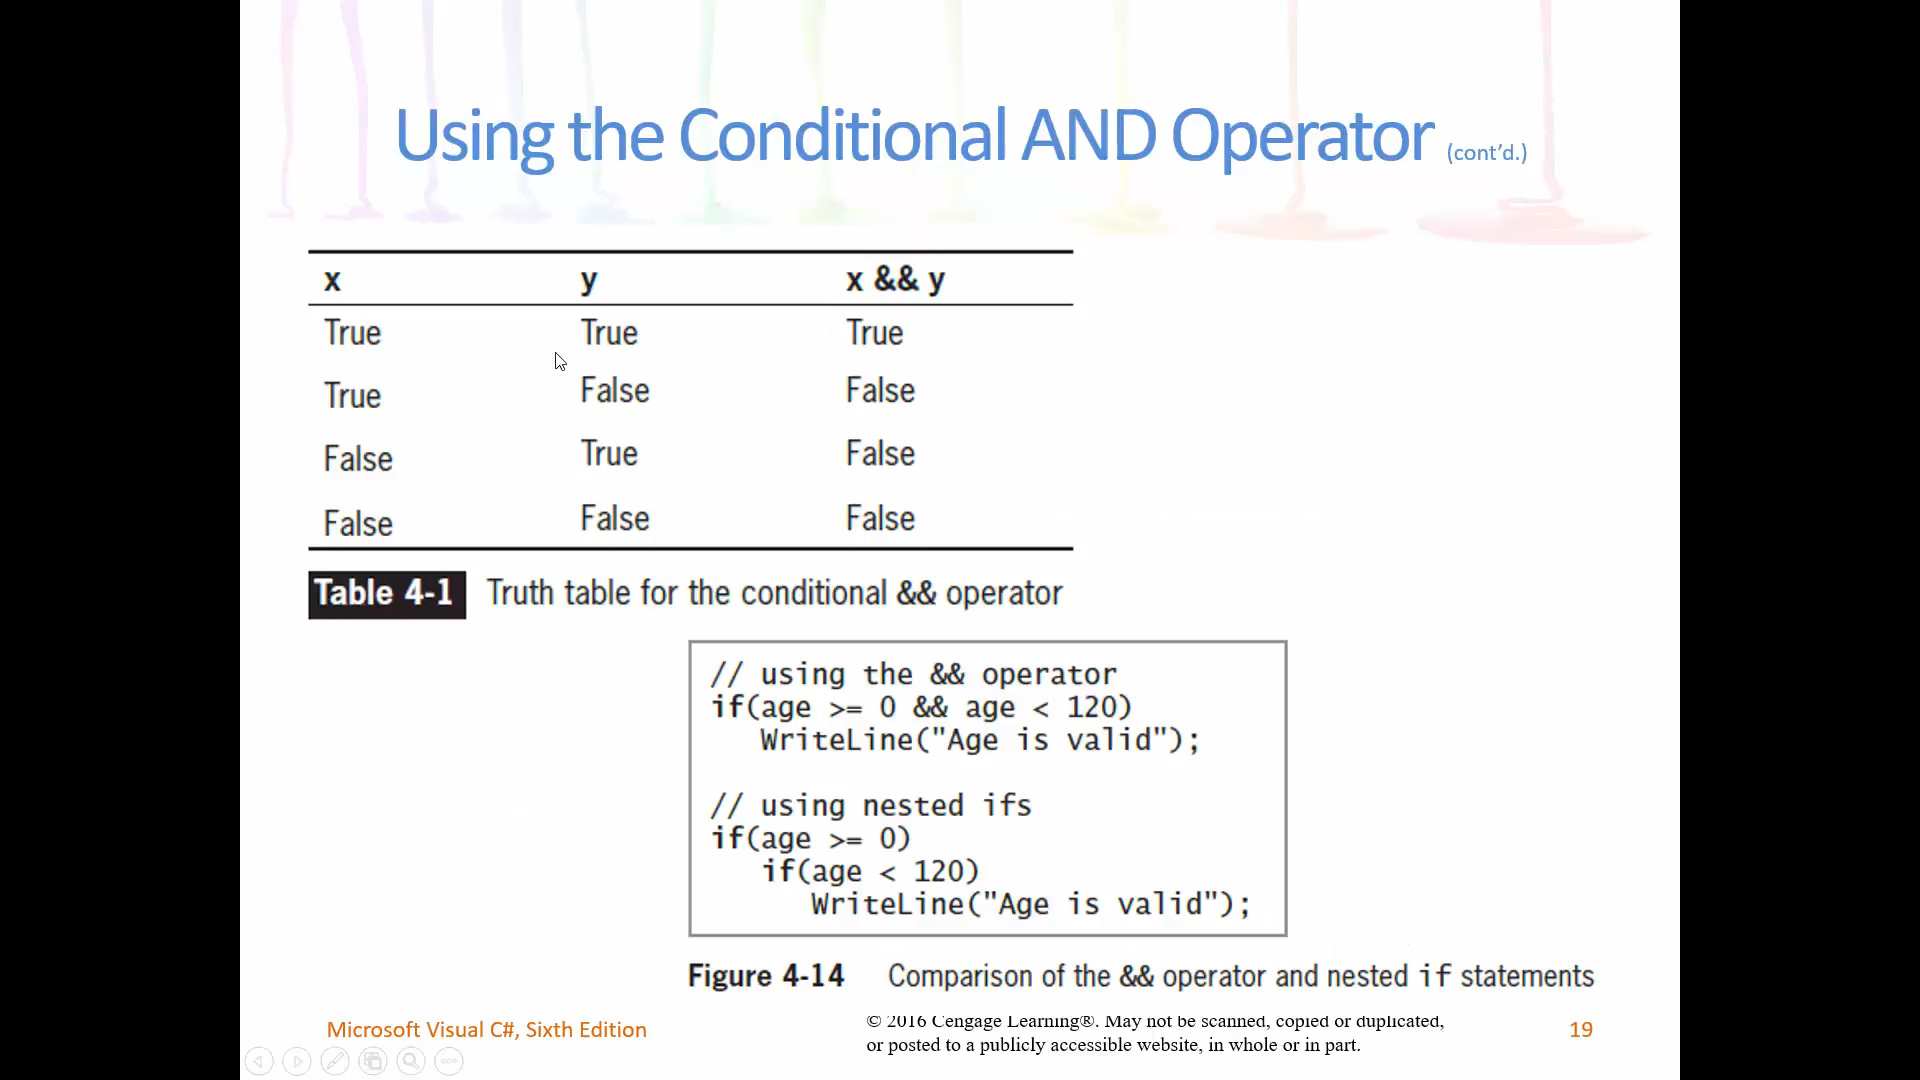 Using the Conditional AND Operator (cont'd.)
x y x && y
True True True
True False False
False True False
False False False
Table 4-1 Truth table for the conditional && operator
// using the && operator
if(age >= 0 && age < 120)
WriteLine("Age is valid");
// using nested ifs
if(age >= 0)
if(age < 120)
WriteLine("Age is valid");
Figure 4-14 Comparison of the && operator and nested if statements
Microsoft Visual C#, Sixth Edition
© 2016 Cengage Learning®. May not be scanned, copied or duplicated,
or posted to a publicly accessible website, in whole or in part.
19